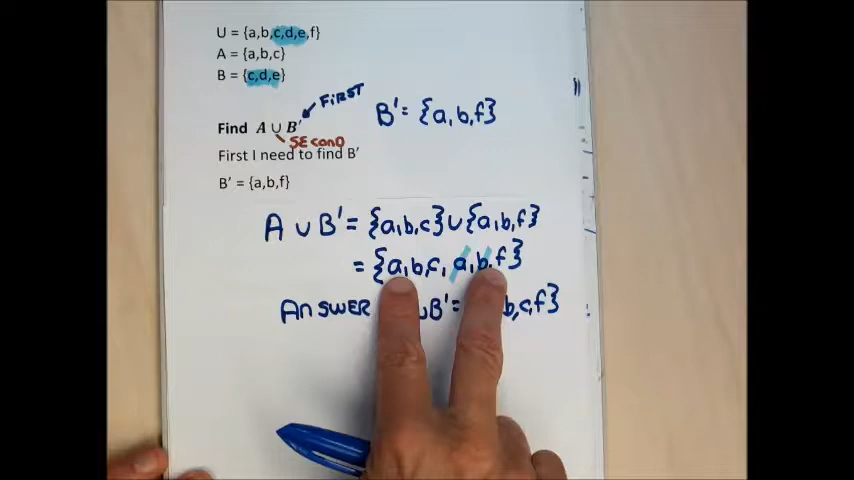 U = {a,b,c,d,e,f}
A = {a,b,c}
B = {c,d,e}
FIRST
B' = {a,b,f}
Find A ∪ B'
SECOND
First I need to find B'
B' = {a,b,f}
A ∪ B' = {a,b,c} ∪ {a,b,f}
= {a,b,c, a,b,f}
ANSWER ∪B' = b,c,f}